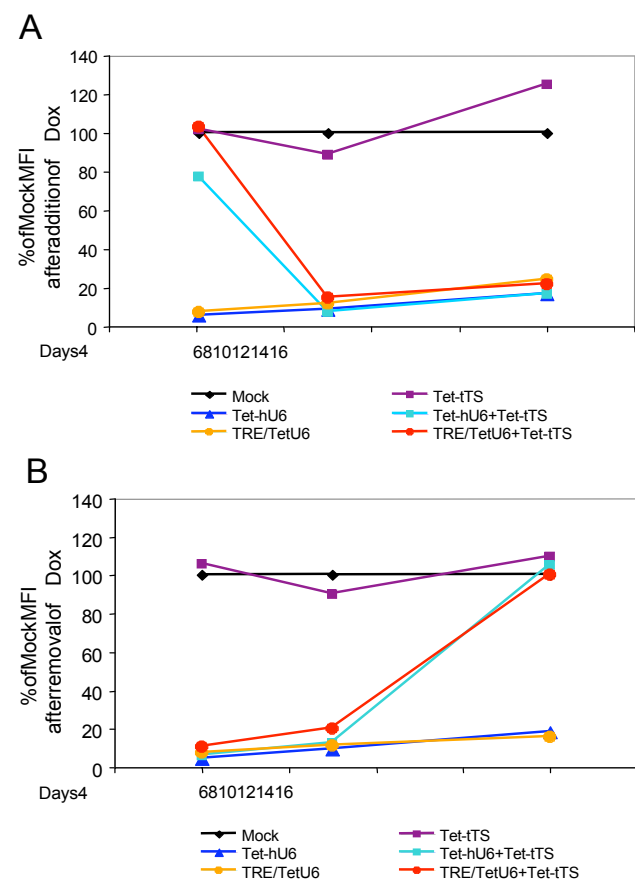 A
%ofMockMFI
afteradditionof Dox
140
120
100
80
60
40
20
0
Days4 6810121416
Mock Tet-tTS
Tet-hU6 Tet-hU6+Tet-tTS
TRE/TetU6 TRE/TetU6+Tet-tTS
B
%ofMockMFI
afterremovalof Dox
140
120
100
80
60
40
20
0
Days4 6810121416
Mock Tet-tTS
Tet-hU6 Tet-hU6+Tet-tTS
TRE/TetU6 TRE/TetU6+Tet-tTS